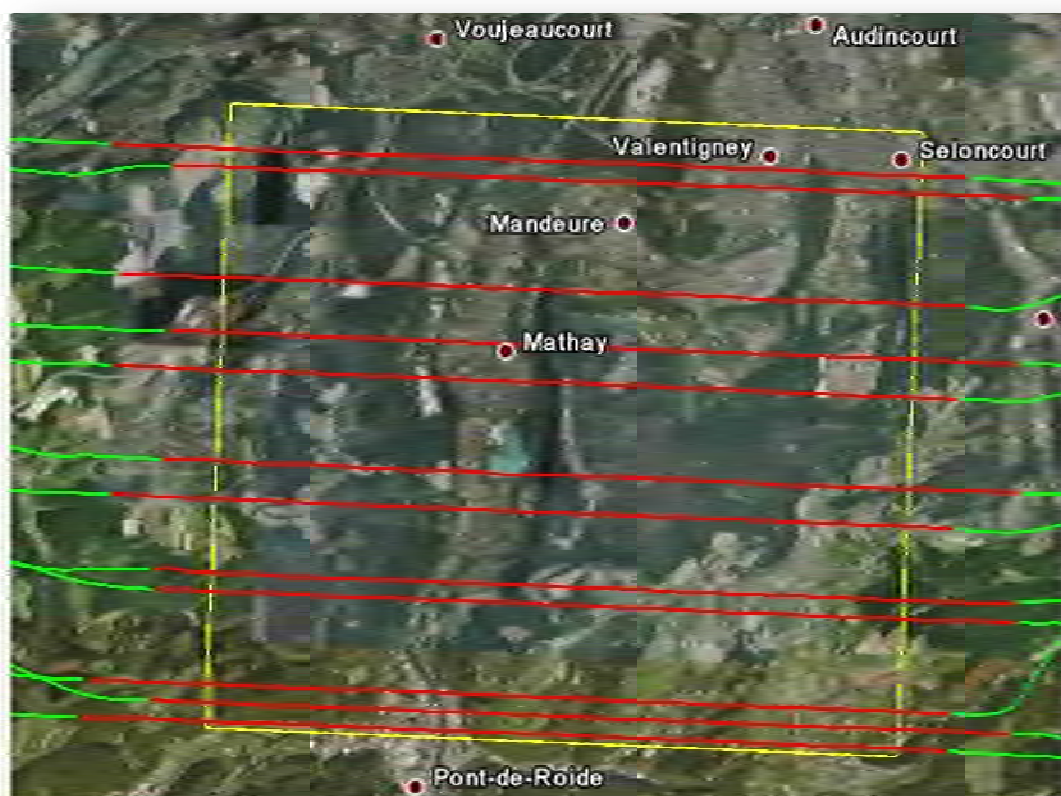 Voujeaucourt
Audincourt
Valentigney
Seloncourt
Mandeure
Mathay
Pont-de-Roide